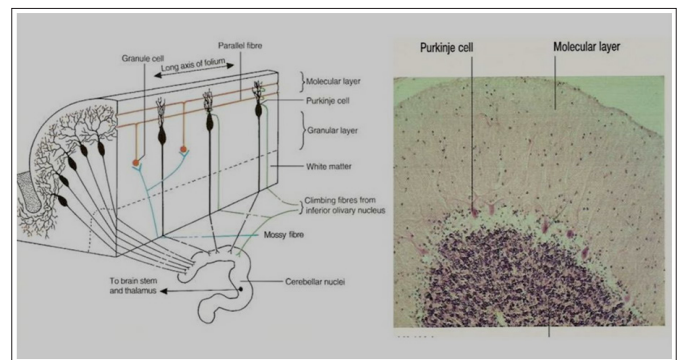 Parallel fibre
Granule cell
Long axis of folium
Molecular layer
Purkinje cell
Granular layer
White matter
Climbing fibres from
inferior olivary nucleus
Mossy fibre
To brain stem
and thalamus
Cerebellar nuclei
Purkinje cell
Molecular layer